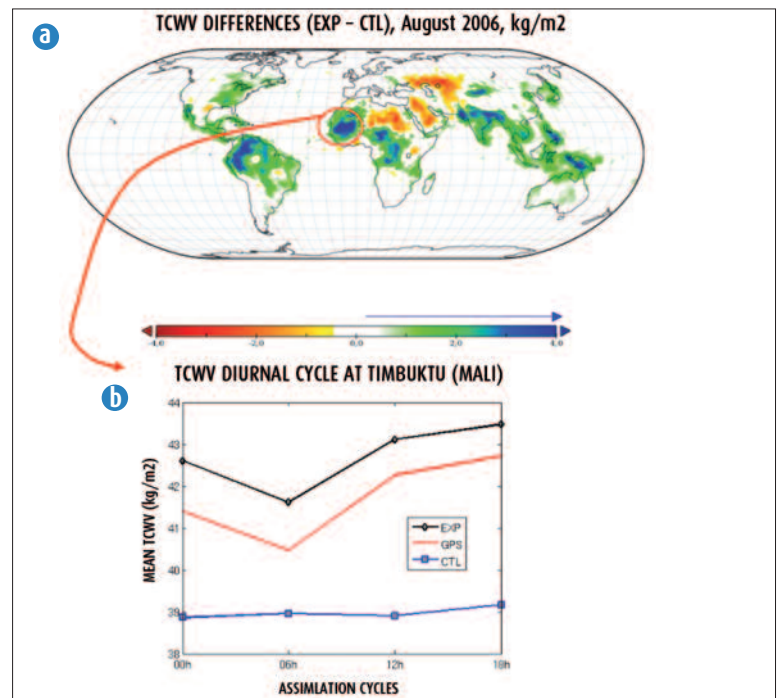 a
TCWV DIFFERENCES (EXP – CTL), August 2006, kg/m2
-4,0 -2,0 0,0 2,0 4,0
TCWV DIURNAL CYCLE AT TIMBUKTU (MALI)
b
44
43
42
41
40
39
38
MEAN TCWV (kg/m2)
EXP
GPS
CTL
00h 06h 12h 18h
ASSIMLATION CYCLES